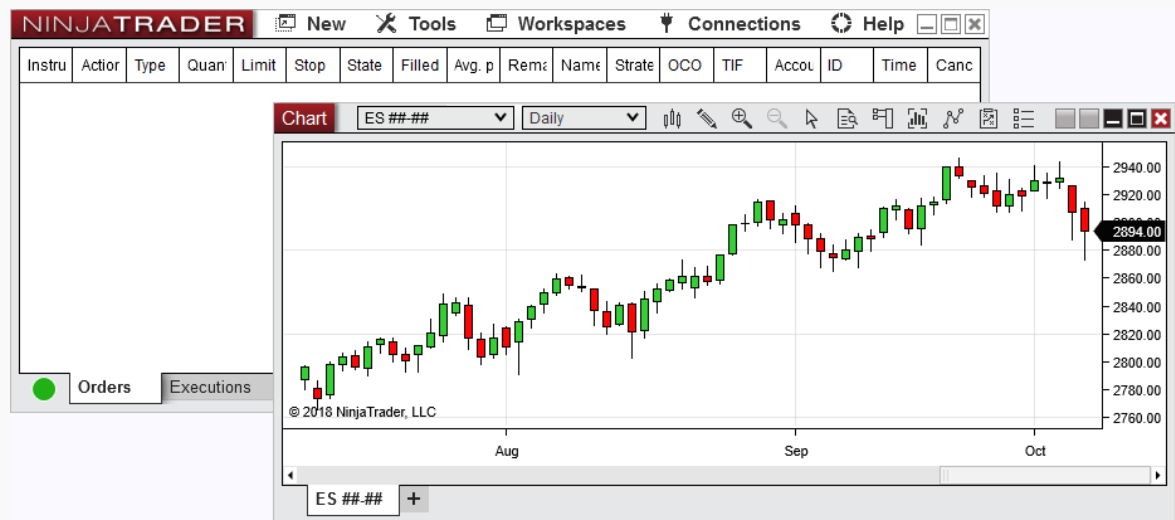 NINJATRADER New Tools Workspaces Connections Help
Instru Action Type Quan Limit Stop State Filled Avg. p Rema Name Strate OCO TIF Accou ID Time Canc
Chart ES ##-## Daily
2940.00
2920.00
2894.00
2880.00
2860.00
2840.00
2820.00
2800.00
2780.00
2760.00
Orders Executions
© 2018 NinjaTrader, LLC
Aug Sep Oct
ES ##-## +